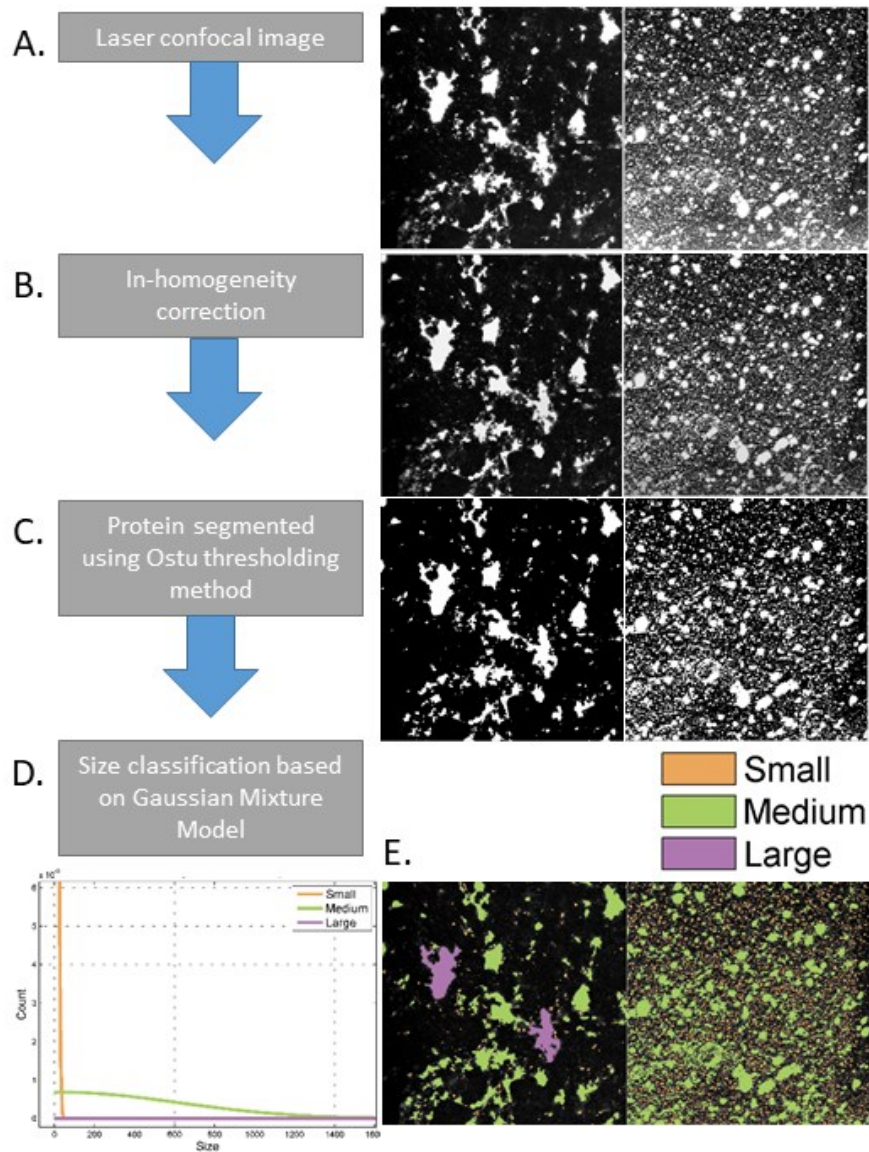 A.
Laser confocal image
B.
In-homogeneity
correction
C.
Protein segmented
using Ostu thresholding
method
D.
Size classification based
on Gaussian Mixture
Model
Small
Medium
Large
E.
Small
Medium
Large
6
5
4
3
2
1
0
Count
0 200 400 600 800 1000 1200 1400
Size